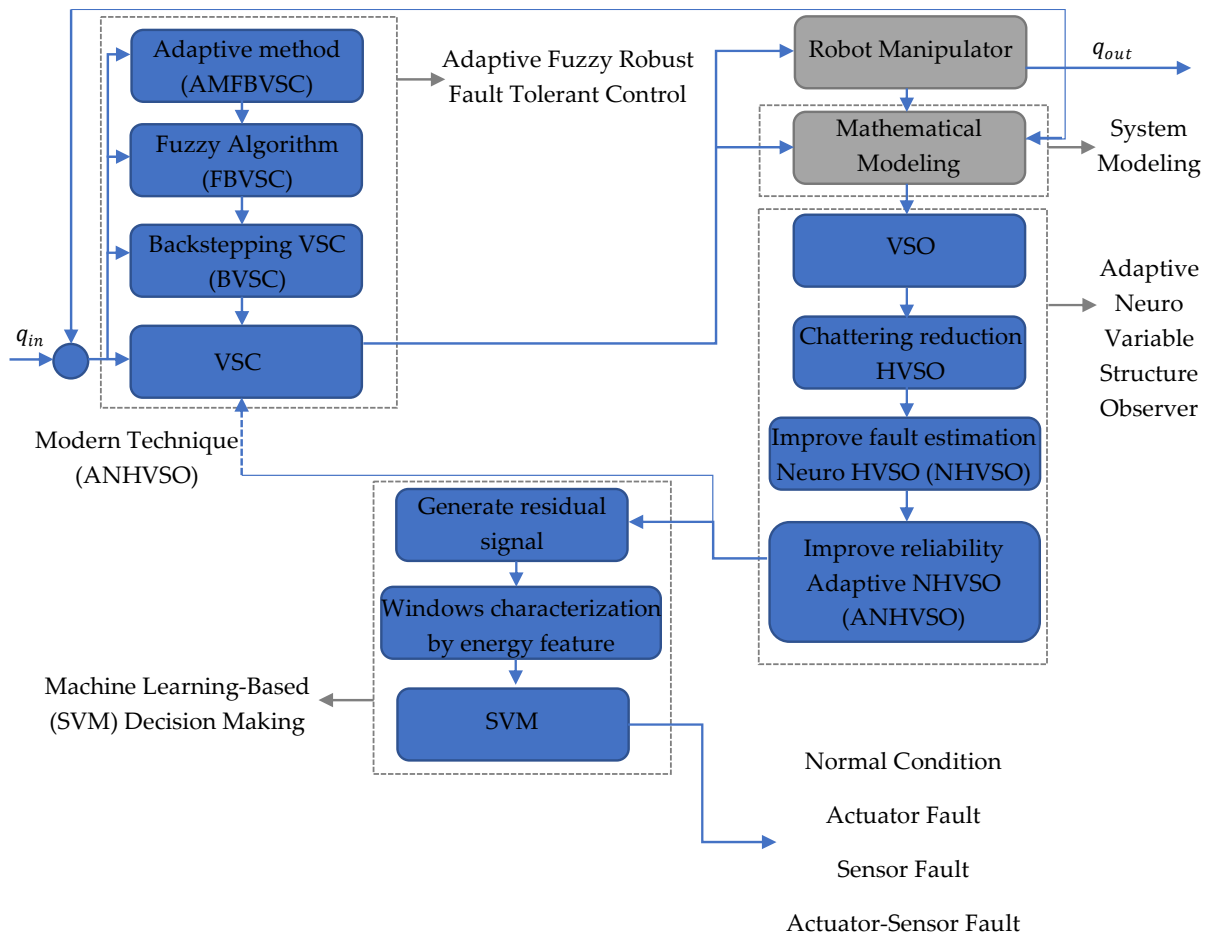 Adaptive method
(AMFBVSC)
Fuzzy Algorithm
(FBVSC)
Backstepping VSC
(BVSC)
VSC
q_in
Adaptive Fuzzy Robust
Fault Tolerant Control
Robot Manipulator
q_out
Mathematical
Modeling
System
Modeling
VSO
Chattering reduction
HVSO
Improve fault estimation
Neuro HVSO (NHVSO)
Improve reliability
Adaptive NHVSO
(ANHVSO)
Adaptive
Neuro
Variable
Structure
Observer
Modern Technique
(ANHVSO)
Generate residual
signal
Windows characterization
by energy feature
SVM
Machine Learning-Based
(SVM) Decision Making
Normal Condition
Actuator Fault
Sensor Fault
Actuator-Sensor Fault